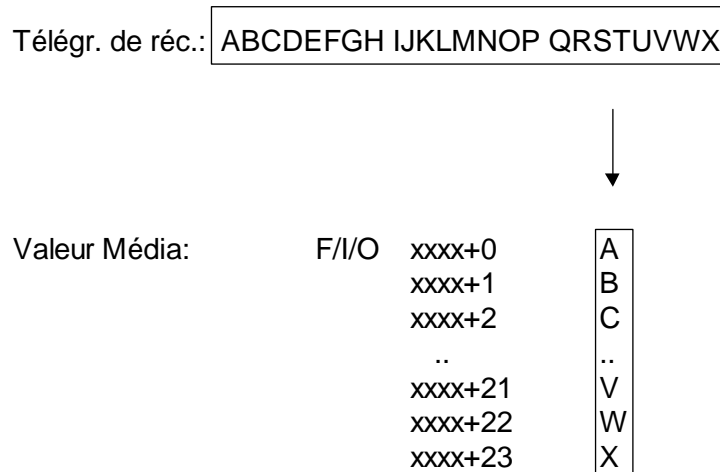 Télégr. de réc.: ABCDEFGH IJKLMNOP QRSTUVWX
Valeur Média: F/I/O xxxx+0 A
xxxx+1 B
xxxx+2 C
.. ..
xxxx+21 V
xxxx+22 W
xxxx+23 X